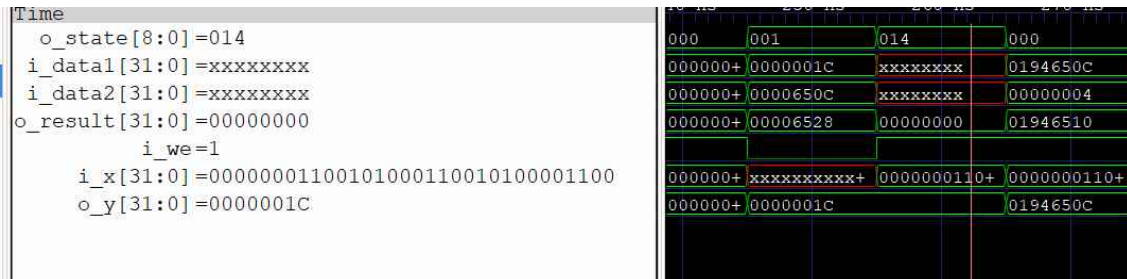 Time
o_state[8:0]=014 000 001 014 000
i_data1[31:0]=xxxxxxxx 000000+ 0000001C xxxxxxxx 0194650C
i_data2[31:0]=xxxxxxxx 000000+ 0000650C xxxxxxxx 00000004
o_result[31:0]=00000000 000000+ 00006528 00000000 01946510
i_we=1
i_x[31:0]=00000001100101000110010100001100 000000+ xxxxxxxxxx+ 0000000110+ 0000000110+
o_y[31:0]=0000001C 000000+ 0000001C 0194650C